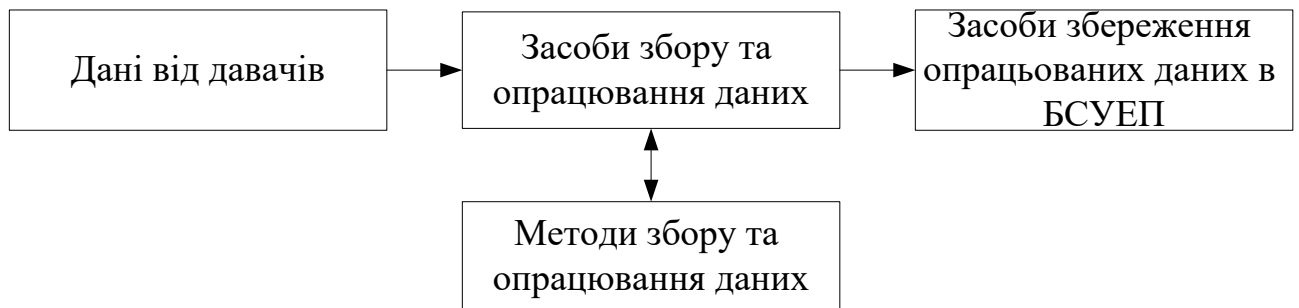 Дані від давачів
Засоби збору та
опрацювання даних
Засоби збереження
опрацьованих даних в
БСУЕП
Методи збору та
опрацювання даних